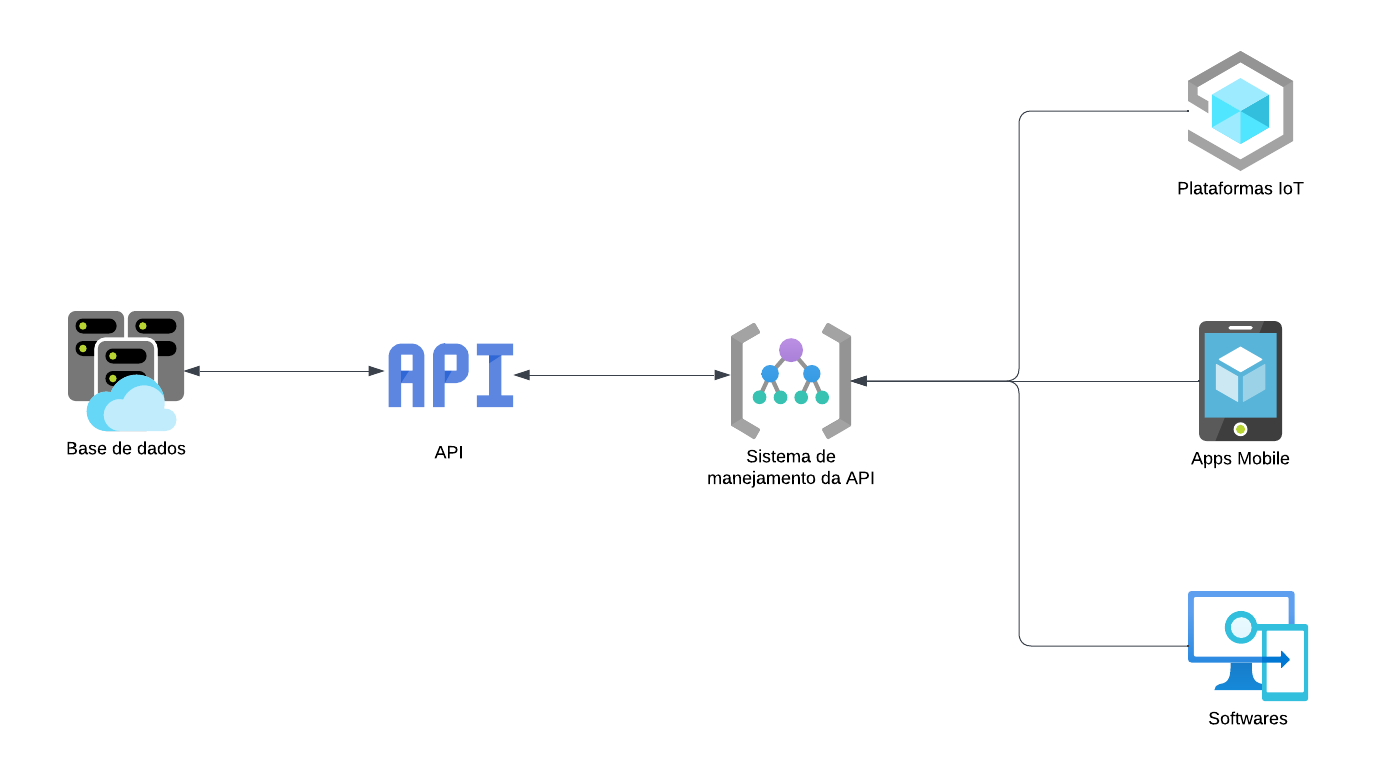 Plataformas IoT
API
Base de dados
API
Sistema de
manejamento da API
Apps Mobile
Softwares